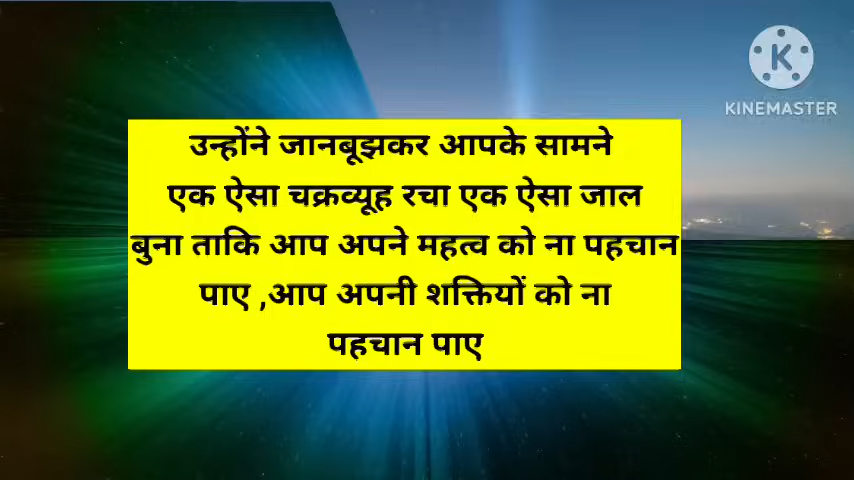 उन्होंने जानबूझकर आपके सामने
एक ऐसा चक्रव्यूह रचा एक ऐसा जाल
बुना ताकि आप अपने महत्व को ना पहचान
पाए ,आप अपनी शक्तियों को ना
पहचान पाए
K
KINEMASTER